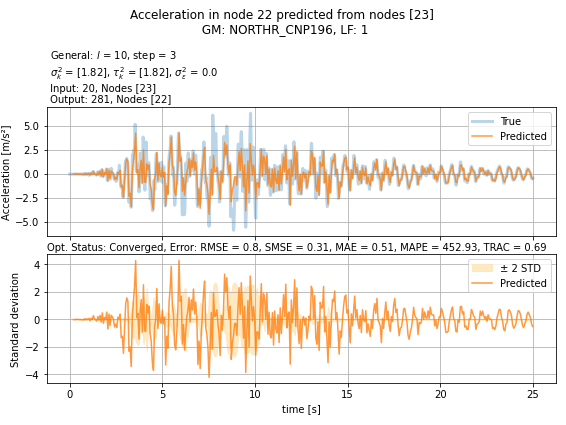 Acceleration in node 22 predicted from nodes [23]
GM: NORTHR_CNP196, LF: 1
General: l = 10, step = 3
σ²ₖ = [1.82], τ²ₖ = [1.82], σ²ₑ = 0.0
Input: 20, Nodes [23]
Output: 281, Nodes [22]
Acceleration [m/s²]
5.0
2.5
0.0
−2.5
−5.0
True
Predicted
Opt. Status: Converged, Error: RMSE = 0.8, SMSE = 0.31, MAE = 0.51, MAPE = 452.93, TRAC = 0.69
Standard deviation
4
2
0
−2
−4
± 2 STD
Predicted
0 5 10 15 20 25
time [s]